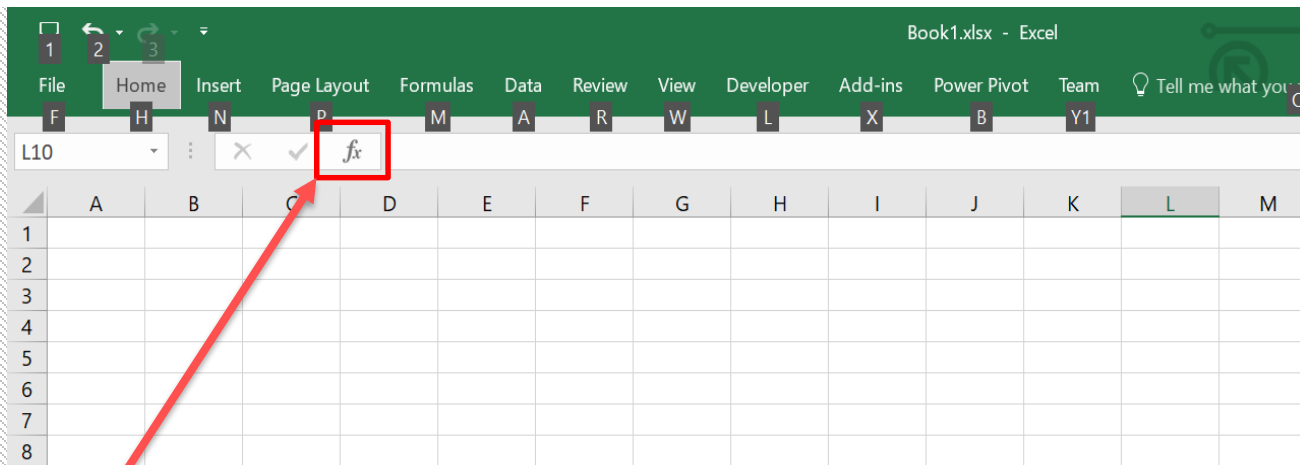 Book1.xlsx - Excel
1 2 3
File Home Insert Page Layout Formulas Data Review View Developer Add-ins Power Pivot Team Tell me what you
F H N P M A R W L X B Y1
L10 fx
A B C D E F G H I J K L M
1
2
3
4
5
6
7
8